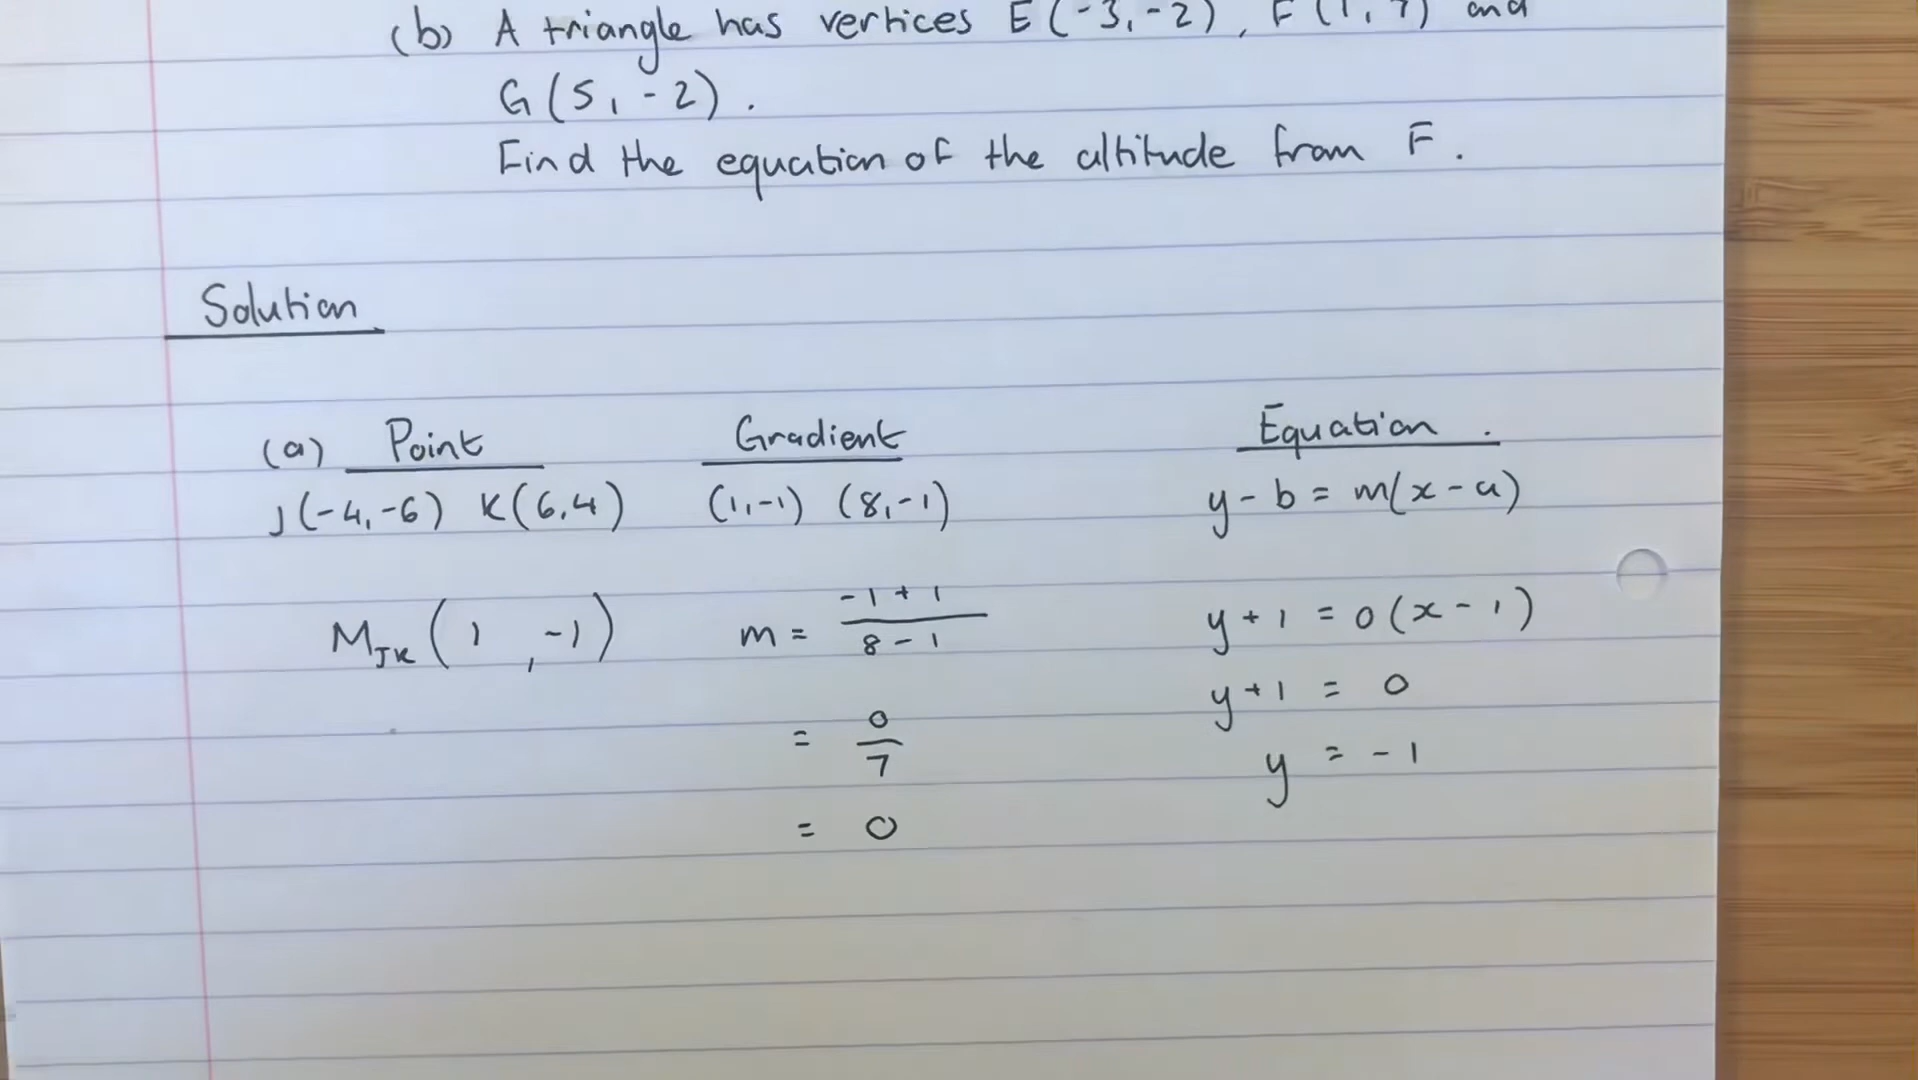 (b) A triangle has vertices E(-3,-2), F(1,7) and
G(5,-2).
Find the equation of the altitude from F.
Solution
(a) Point Gradient Equation.
J(-4,-6) K(6,4) (1,-1) (8,-1) y-b = m(x-a)
M_JK (1, -1) m = (-1+1)/(8-1) y+1 = 0(x-1)
y+1 = 0
= 0/7
y = -1
= 0